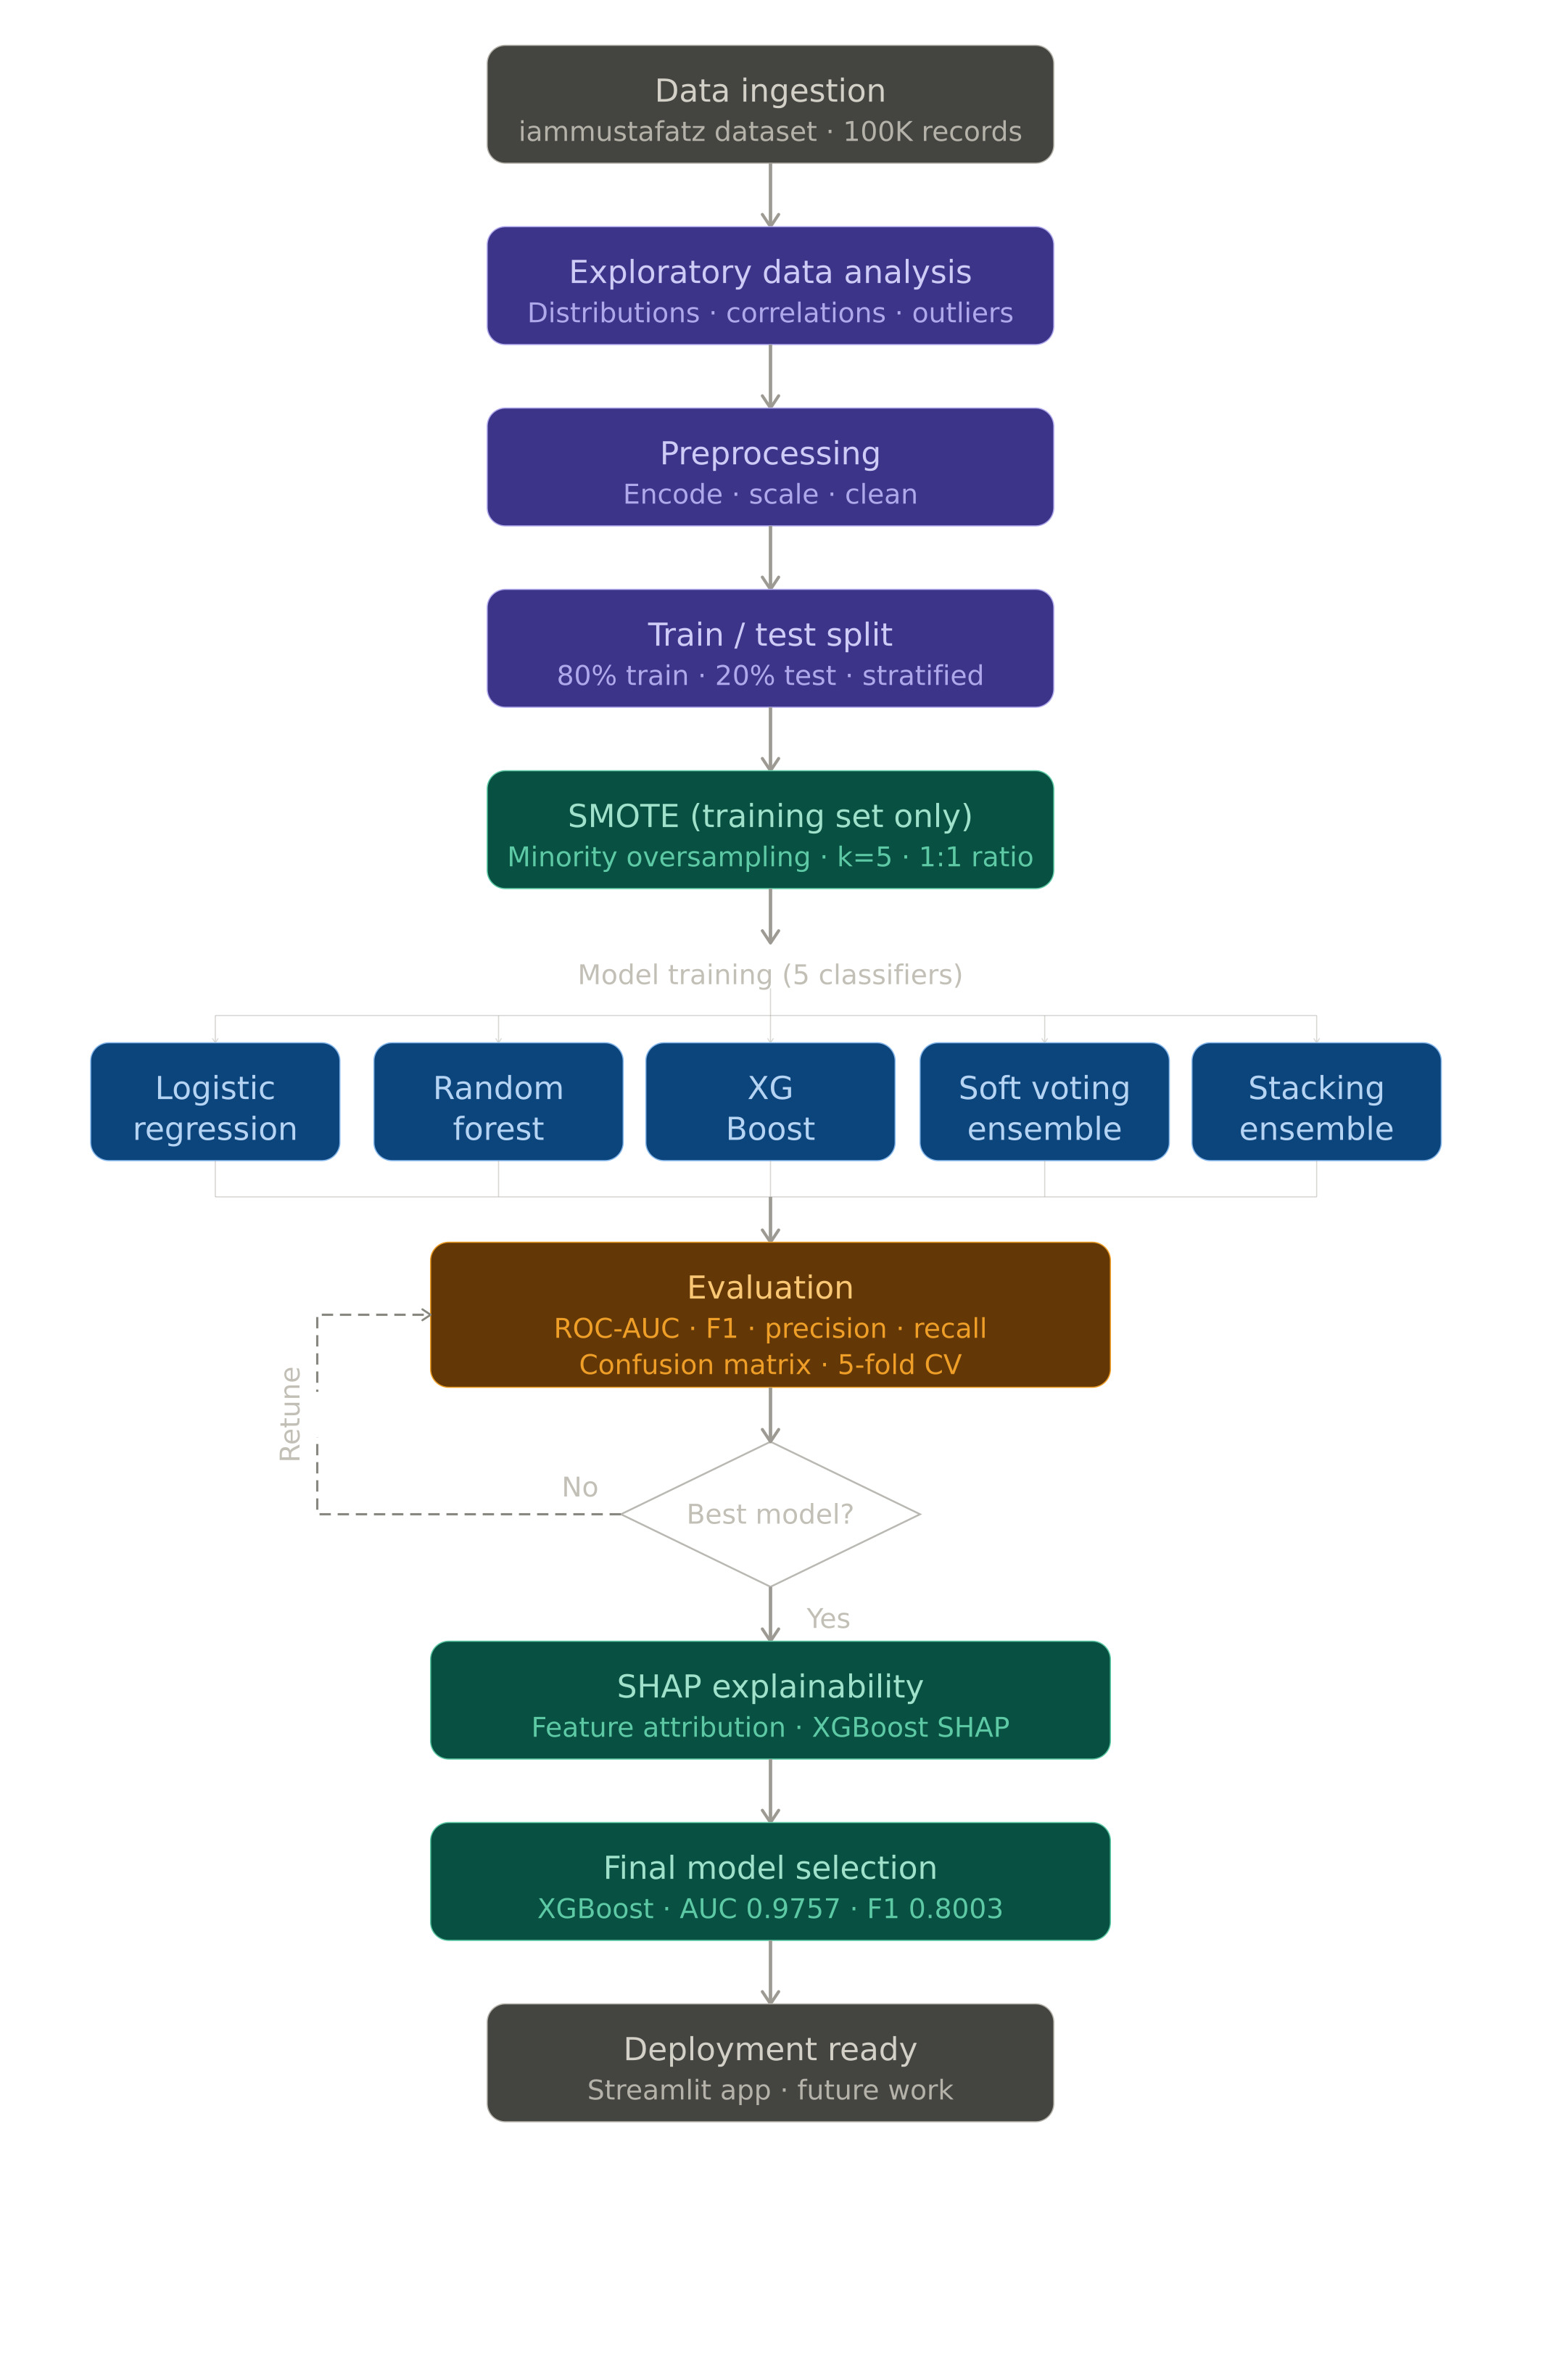 Data ingestion
iammustafatz dataset · 100K records
Exploratory data analysis
Distributions · correlations · outliers
Preprocessing
Encode · scale · clean
Train / test split
80% train · 20% test · stratified
SMOTE (training set only)
Minority oversampling · k=5 · 1:1 ratio
Model training (5 classifiers)
Logistic
regression
Random
forest
XG
Boost
Soft voting
ensemble
Stacking
ensemble
Evaluation
ROC-AUC · F1 · precision · recall
Confusion matrix · 5-fold CV
Retune
No
Best model?
Yes
SHAP explainability
Feature attribution · XGBoost SHAP
Final model selection
XGBoost · AUC 0.9757 · F1 0.8003
Deployment ready
Streamlit app · future work